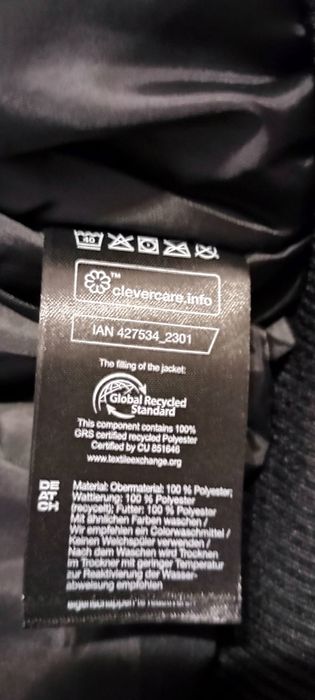 40
™
clevercare.info
IAN 427534_2301
The filling of the jacket:
Global Recycled
Standard
This component contains 100%
GRS certified recycled Polyester
Certified by CU 851646
www.textileexchange.org
DE
AT
CH
Material: Obermaterial: 100 % Polyester;
Wattierung: 100 % Polyester
(recycelt); Futter: 100 % Polyester
Mit ähnlichen Farben waschen /
Wir empfehlen ein Colorwaschmittel /
Keinen Weichspüler verwenden /
Nach dem Waschen wird Trocknen
im Trockner mit geringer Temperatur
zur Reaktivierung der Wasser-
abweisung empfohlen